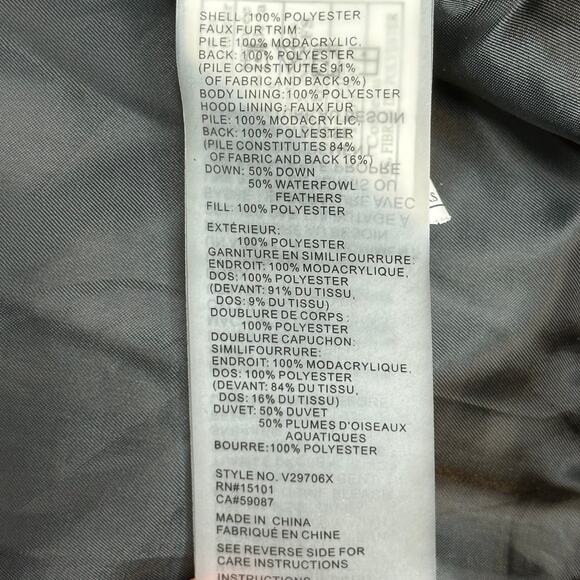 SHELL: 100% POLYESTER
FAUX FUR TRIM:
PILE: 100% MODACRYLIC,
BACK: 100% POLYESTER
(PILE CONSTITUTES 91%
OF FABRIC AND BACK 9%)
BODY LINING: 100% POLYESTER
HOOD LINING; FAUX FUR
PILE: 100% MODACRYLIC,
BACK: 100% POLYESTER
(PILE CONSTITUTES 84%
OF FABRIC AND BACK 16%)
DOWN: 50% DOWN
50% WATERFOWL
FEATHERS
FILL: 100% POLYESTER
EXTÉRIEUR:
100% POLYESTER
GARNITURE EN SIMILIFOURRURE:
ENDROIT: 100% MODACRYLIQUE,
DOS: 100% POLYESTER
(DEVANT: 91% DU TISSU,
DOS: 9% DU TISSU)
DOUBLURE DE CORPS :
100% POLYESTER
DOUBLURE CAPUCHON:
SIMILIFOURRURE:
ENDROIT: 100% MODACRYLIQUE,
DOS: 100% POLYESTER
(DEVANT: 84% DU TISSU,
DOS: 16% DU TISSU)
DUVET: 50% DUVET
50% PLUMES D'OISEAUX
AQUATIQUES
BOURRE: 100% POLYESTER
STYLE NO. V29706X
RN#15101
CA#59087
MADE IN CHINA
FABRIQUÉ EN CHINE
SEE REVERSE SIDE FOR
CARE INSTRUCTIONS
INSTRUCTIONS